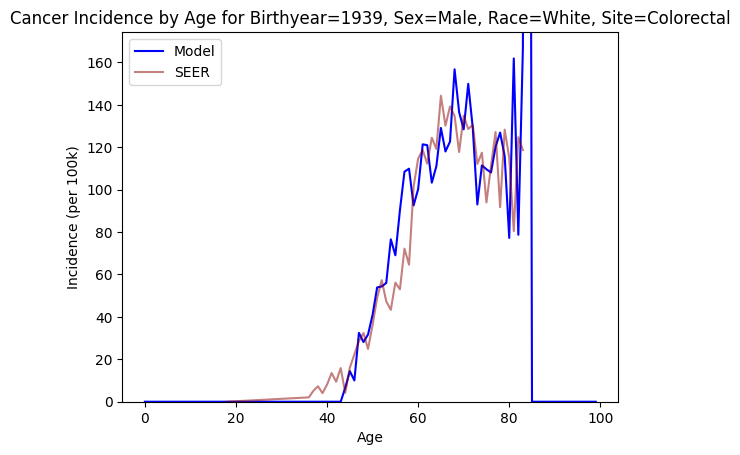 Cancer Incidence by Age for Birthyear=1939, Sex=Male, Race=White, Site=Colorectal
Model
SEER
Incidence (per 100k)
160
140
120
100
80
60
40
20
0
0 20 40 60 80 100
Age